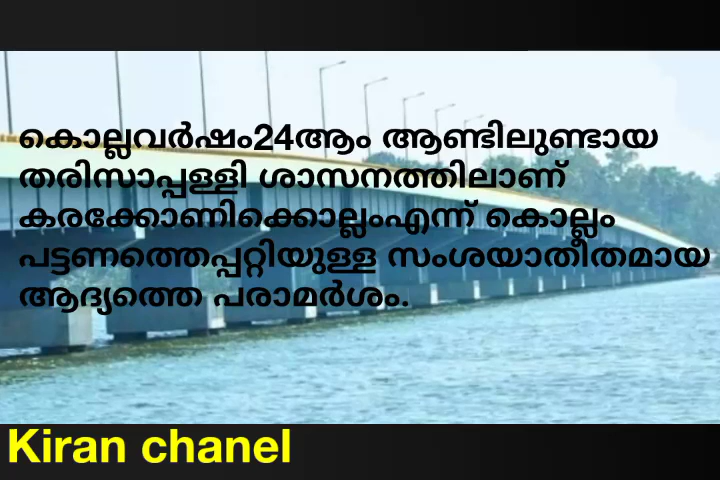 കൊല്ലവർഷം24ആം ആണ്ടിലുണ്ടായ
തരിസാപ്പള്ളി ശാസനത്തിലാണ്
കരക്കോണിക്കൊല്ലംഎന്ന് കൊല്ലം
പട്ടണത്തെപ്പറ്റിയുള്ള സംശയാതീതമായ
ആദ്യത്തെ പരാമർശം.
Kiran chanel